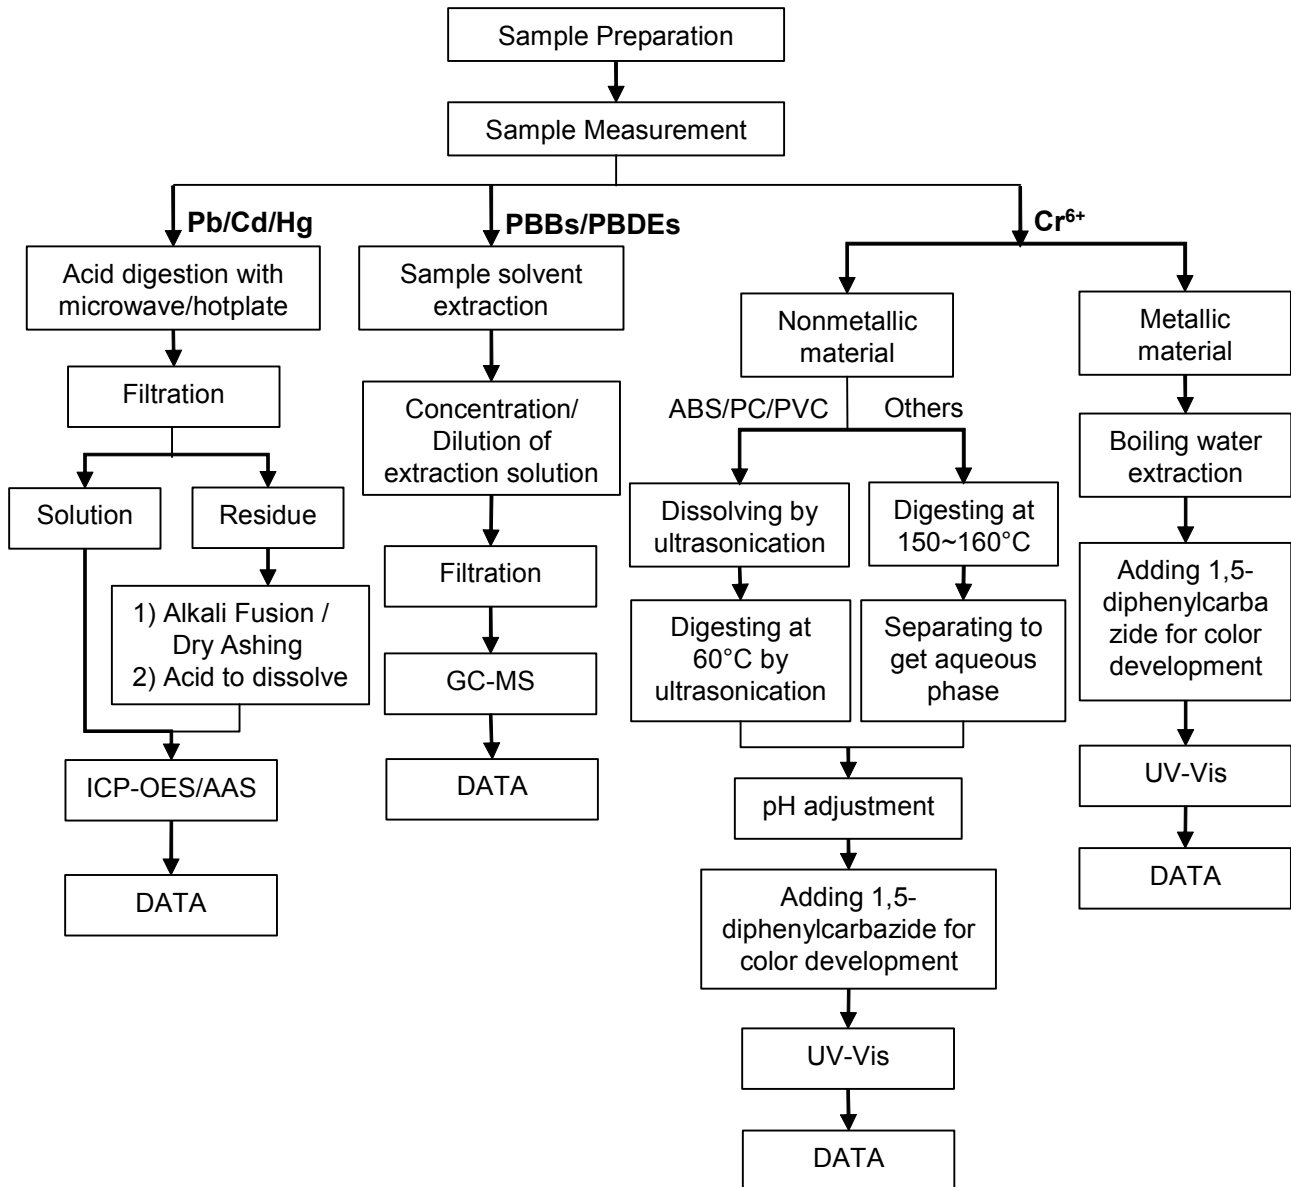 Sample Preparation
Sample Measurement
Pb/Cd/Hg
PBBs/PBDEs
Cr⁶⁺
Acid digestion with
microwave/hotplate
Filtration
Solution
Residue
1) Alkali Fusion /
Dry Ashing
2) Acid to dissolve
ICP-OES/AAS
DATA
Sample solvent
extraction
Concentration/
Dilution of
extraction solution
Filtration
GC-MS
DATA
Nonmetallic
material
ABS/PC/PVC
Others
Dissolving by
ultrasonication
Digesting at
60°C by
ultrasonication
Digesting at
150~160°C
Separating to
get aqueous
phase
pH adjustment
Adding 1,5-
diphenylcarbazide for
color development
UV-Vis
DATA
Metallic
material
Boiling water
extraction
Adding 1,5-
diphenylcarba
zide for color
development
UV-Vis
DATA